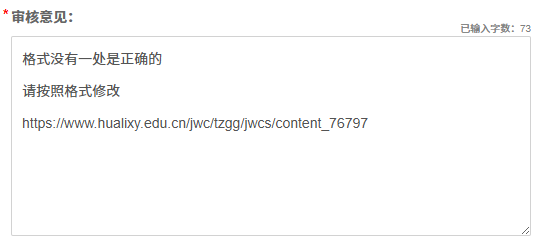 * 审核意见：
已输入字数：73
格式没有一处是正确的
请按照格式修改
https://www.hualixy.edu.cn/jwc/tzgg/jwcs/content_76797